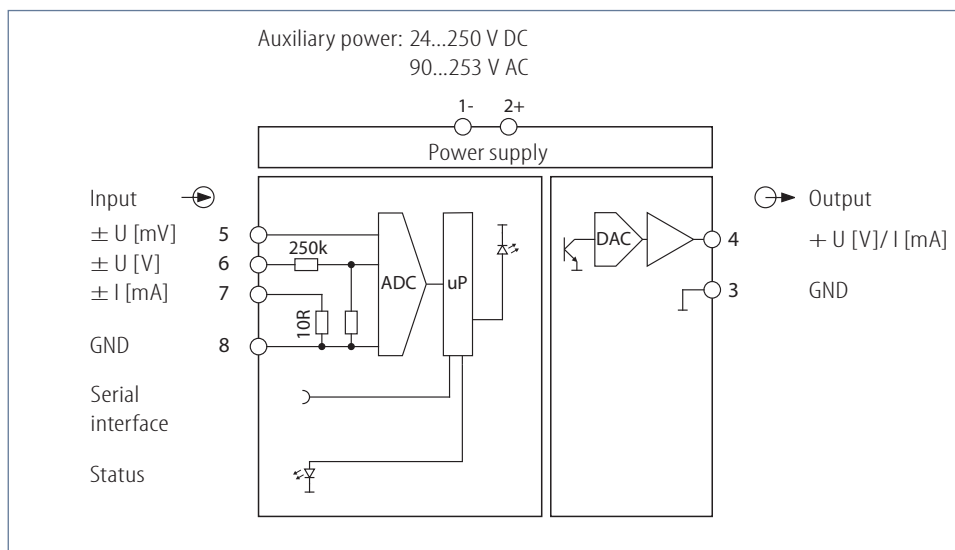 Auxiliary power: 24...250 V DC
90...253 V AC
1- 2+
Power supply
Input
Output
± U [mV] 5
± U [V] 6
± I [mA] 7
GND 8
250k
10R
ADC
uP
DAC
4 + U [V]/ I [mA]
3 GND
Serial
interface
Status